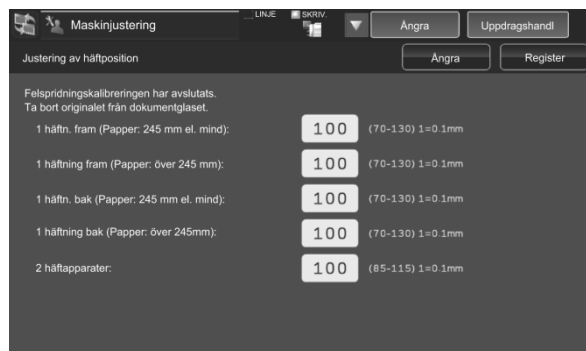 Maskinjustering
LINJE
SKRIV.
Ångra
Uppdragshandl
Justering av häftposition
Ångra
Register
Felspridningskalibreringen har avslutats.
Ta bort originalet från dokumentglaset.
1 häftn. fram (Papper: 245 mm el. mind):
100
(70-130) 1=0.1mm
1 häftning fram (Papper: över 245 mm):
100
(70-130) 1=0.1mm
1 häftn. bak (Papper: 245 mm el. mind):
100
(70-130) 1=0.1mm
1 häftning bak (Papper: över 245mm):
100
(70-130) 1=0.1mm
2 häftapparater:
100
(85-115) 1=0.1mm